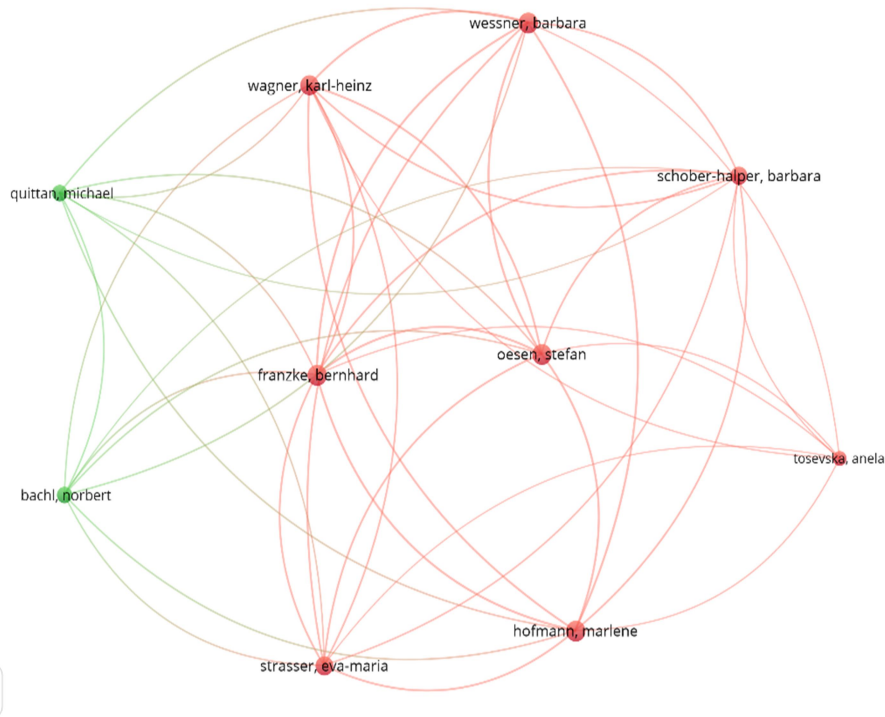 wessner, barbara
wagner, karl-heinz
schober-halper, barbara
quittan, michael
oesen, stefan
franzke, bernhard
tosevska, anela
bachl, norbert
hofmann, marlene
strasser, eva-maria